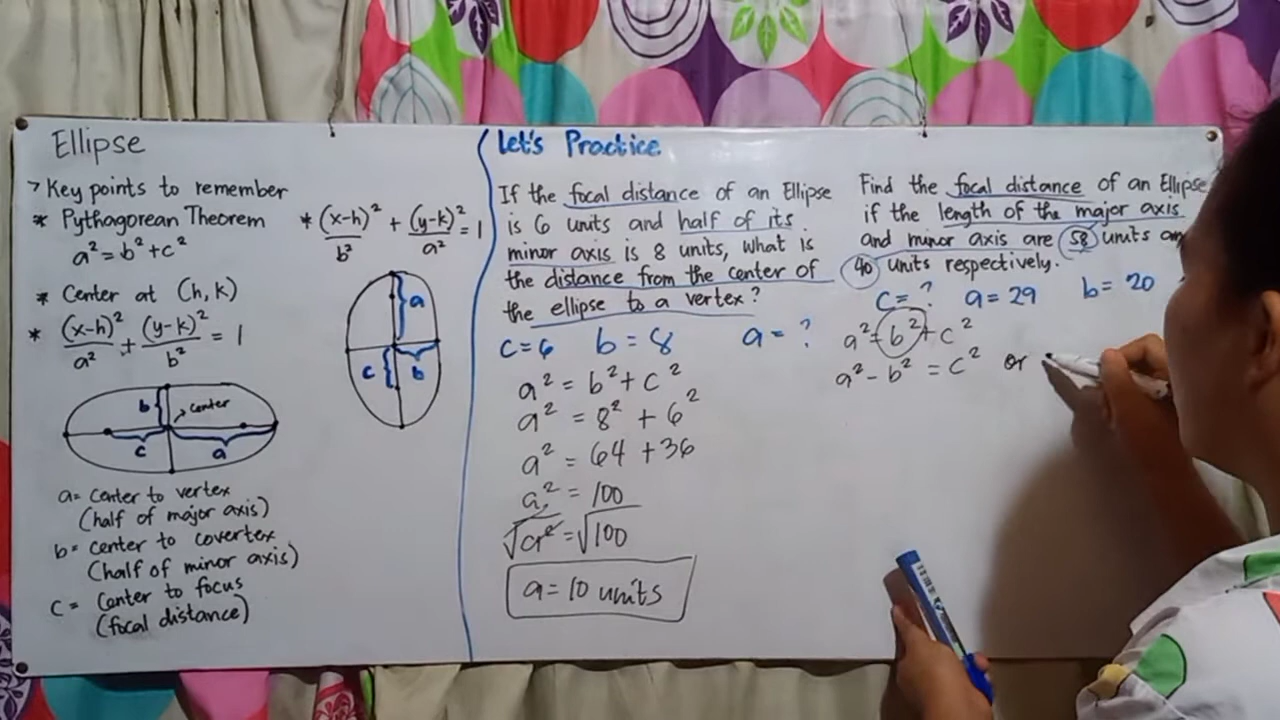 Ellipse
> Key points to remember
* Pythagorean Theorem
a² = b² + c²
* Center at (h, k)
* (x-h)²/a² + (y-k)²/b² = 1
b
center
c
a
a = center to vertex
(half of major axis)
b = center to covertex
(half of minor axis)
c = center to focus
(focal distance)
* (x-h)²/b² + (y-k)²/a² = 1
a
c
b
Let's Practice
If the focal distance of an Ellipse
is 6 units and half of its
minor axis is 8 units, what is
the distance from the center of
the ellipse to a vertex?
c = 6 b = 8 a = ?
a² = b² + c²
a² = 8² + 6²
a² = 64 + 36
a² = 100
√a² = √100
a = 10 units
Find the focal distance of an Ellipse
if the length of the major axis
and minor axis are 58 units an
40 units respectively.
c = ? a = 29 b = 20
a² = b² + c²
a² - b² = c² or